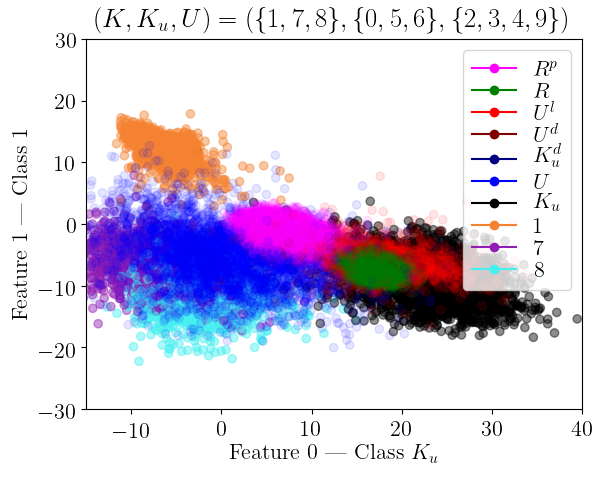 (K, K_u, U) = ({1, 7, 8}, {0, 5, 6}, {2, 3, 4, 9})
30
20
10
0
−10
−20
−30
Feature 1 — Class 1
R^p
R
U^l
U^d
K_u^d
U
K_u
1
7
8
−10 0 10 20 30 40
Feature 0 — Class K_u